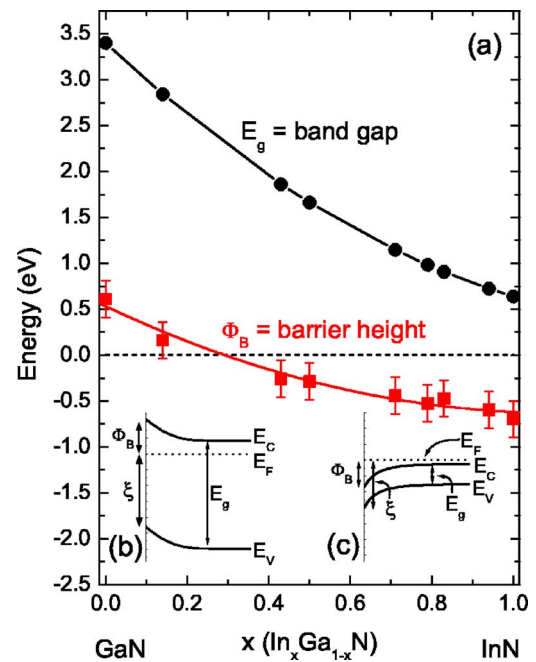 (a)
3.5
3.0
2.5
2.0
1.5
1.0
0.5
0.0
-0.5
-1.0
-1.5
-2.0
-2.5
Energy (eV)
E_g = band gap
Φ_B = barrier height
Φ_B
ξ
E_C
E_F
E_g
E_V
(b)
Φ_B
ξ
E_F
E_C
E_V
E_g
(c)
0.0 0.2 0.4 0.6 0.8 1.0
GaN x (In_xGa_{1-x}N) InN